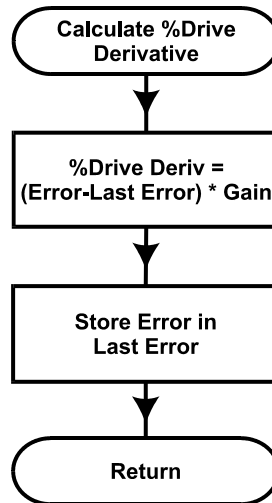 Calculate %Drive
Derivative
%Drive Deriv =
(Error-Last Error) * Gain
Store Error in
Last Error
Return